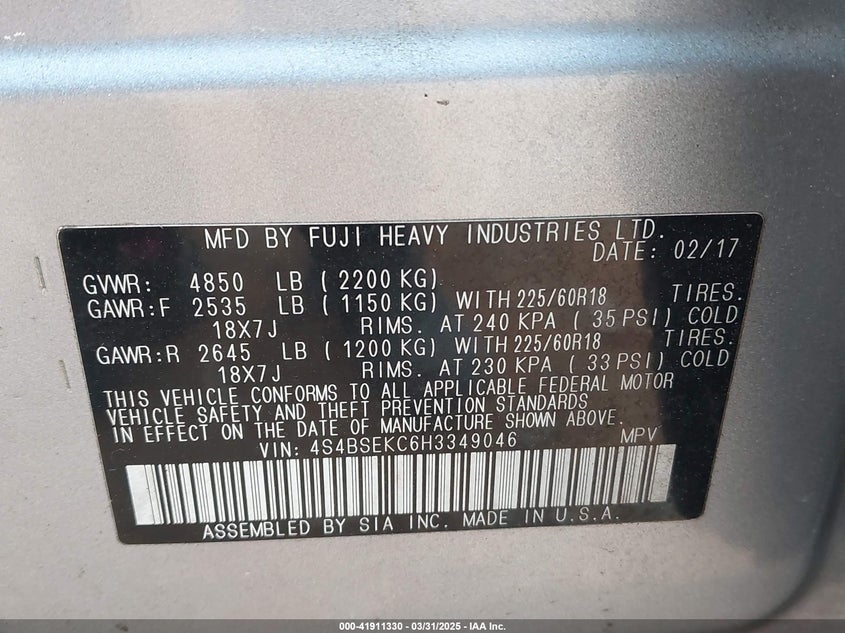 MFD BY FUJI HEAVY INDUSTRIES LTD.
DATE: 02/17
GVWR: 4850 LB (2200 KG)
GAWR:F 2535 LB (1150 KG) WITH 225/60R18 TIRES.
18X7J RIMS. AT 240 KPA (35 PSI) COLD
GAWR:R 2645 LB (1200 KG) WITH 225/60R18 TIRES.
18X7J RIMS. AT 230 KPA (33 PSI) COLD
THIS VEHICLE CONFORMS TO ALL APPLICABLE FEDERAL MOTOR
VEHICLE SAFETY AND THEFT PREVENTION STANDARDS
IN EFFECT ON THE DATE OF MANUFACTURE SHOWN ABOVE.
VIN: 4S4BSEKC6H3349046 MPV
ASSEMBLED BY SIA INC. MADE IN U.S.A.
000-41911330 - 03/31/2025 - IAA Inc.